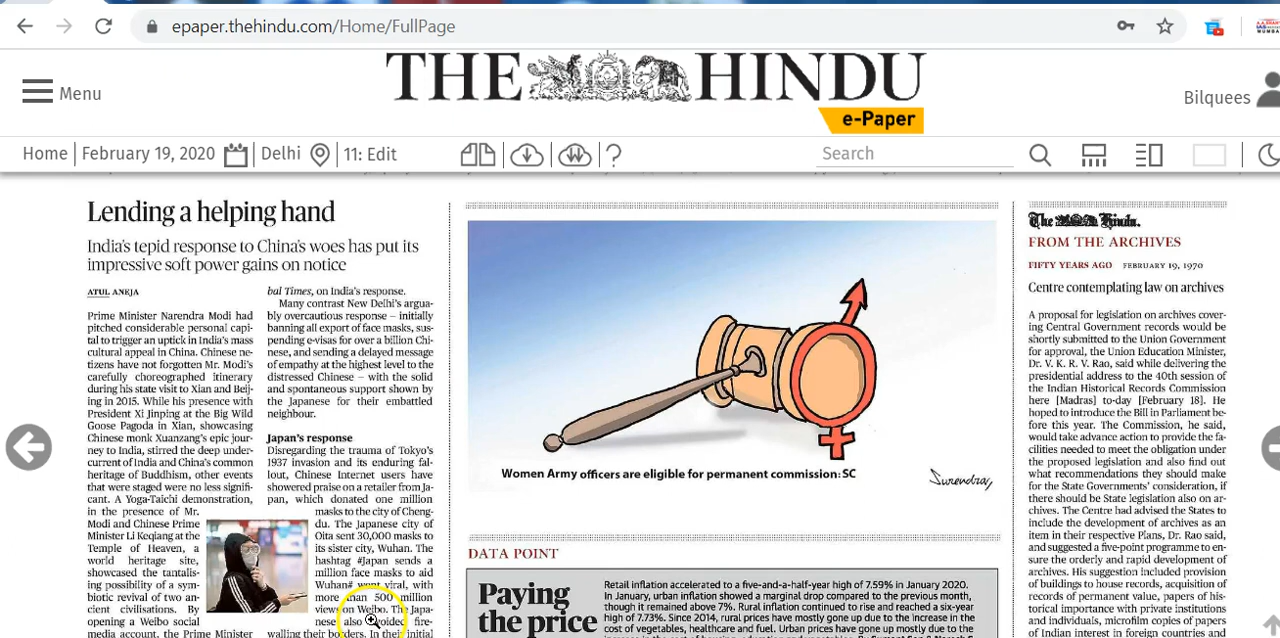 epaper.thehindu.com/Home/FullPage
Menu
THE HINDU
e-Paper
Bilquees
Home
February 19, 2020
Delhi
11: Edit
?
Search
Lending a helping hand
India's tepid response to China's woes has put its
impressive soft power gains on notice
ATUL ANEJA
Prime Minister Narendra Modi had
pitched considerable personal capi-
tal to trigger an uptick in India's mass
cultural appeal in China. Chinese ne-
tizens have not forgotten Mr. Modi's
carefully choreographed itinerary
during his state visit to Xian and Beij-
ing in 2015. While his presence with
President Xi Jinping at the Big Wild
Goose Pagoda in Xian, showcasing
Chinese monk Xuanzang's epic jour-
ney to India, stirred the deep under-
current of India and China's common
heritage of Buddhism, other events
that were staged were no less signifi-
cant. A Yoga-Taichi demonstration,
in the presence of Mr.
Modi and Chinese Prime
Minister Li Keqiang at the
Temple of Heaven, a
world heritage site,
showcased the tantalis-
ing possibility of a sym-
biotic revival of two an-
cient civilisations. By
opening a Weibo social
media account, the Prime Minister
bal Times, on India's response.
Many contrast New Delhi's argua-
bly overcautious response – initially
banning all export of face masks, sus-
pending e-visas for over a billion Chi-
nese, and sending a delayed message
of empathy at the highest level to the
distressed Chinese – with the solid
and spontaneous support shown by
the Japanese for their embattled
neighbour.
Japan's response
Disregarding the trauma of Tokyo's
1937 invasion and its enduring fal-
lout, Chinese Internet users have
showered praise on a retailer from Ja-
pan, which donated one million
masks to the city of Cheng-
du. The Japanese city of
Oita sent 30,000 masks to
its sister city, Wuhan. The
hashtag #Japan sends a
million face masks to aid
Wuhan# went viral, with
more than 500 million
views on Weibo. The Japa-
nese also avoided fire-
walling their borders. In their initial
Women Army officers are eligible for permanent commission: SC
Surendra
DATA POINT
Paying
the price
Retail inflation accelerated to a five-and-a-half-year high of 7.59% in January 2020.
In January, urban inflation showed a marginal drop compared to the previous month,
though it remained above 7%. Rural inflation continued to rise and reached a six-year
high of 7.73%. Since 2014, rural prices have mostly gone up due to the increase in the
cost of vegetables, healthcare and fuel. Urban prices have gone up mostly due to the
The Hindu.
FROM THE ARCHIVES
FIFTY YEARS AGO FEBRUARY 19, 1970
Centre contemplating law on archives
A proposal for legislation on archives cover-
ing Central Government records would be
shortly submitted to the Union Government
for approval, the Union Education Minister,
Dr. V. K. R. V. Rao, said while delivering the
presidential address to the 40th session of
the Indian Historical Records Commission
here [Madras] to-day [February 18]. He
hoped to introduce the Bill in Parliament be-
fore this year. The Commission, he said,
would take advance action to provide the fa-
cilities needed to meet the obligation under
the proposed legislation and also find out
what recommendations they should make
for the State Governments' consideration, if
there should be State legislation also on ar-
chives. The Centre had advised the States to
include the development of archives as an
item in their respective Plans, Dr. Rao said,
and suggested a five-point programme to en-
sure the orderly and rapid development of
archives. His suggestion included provision
of buildings to house records, acquisition of
records of permanent value, papers of his-
torical importance with private institutions
and individuals, microfilm copies of papers
of Indian interest in foreign countries and